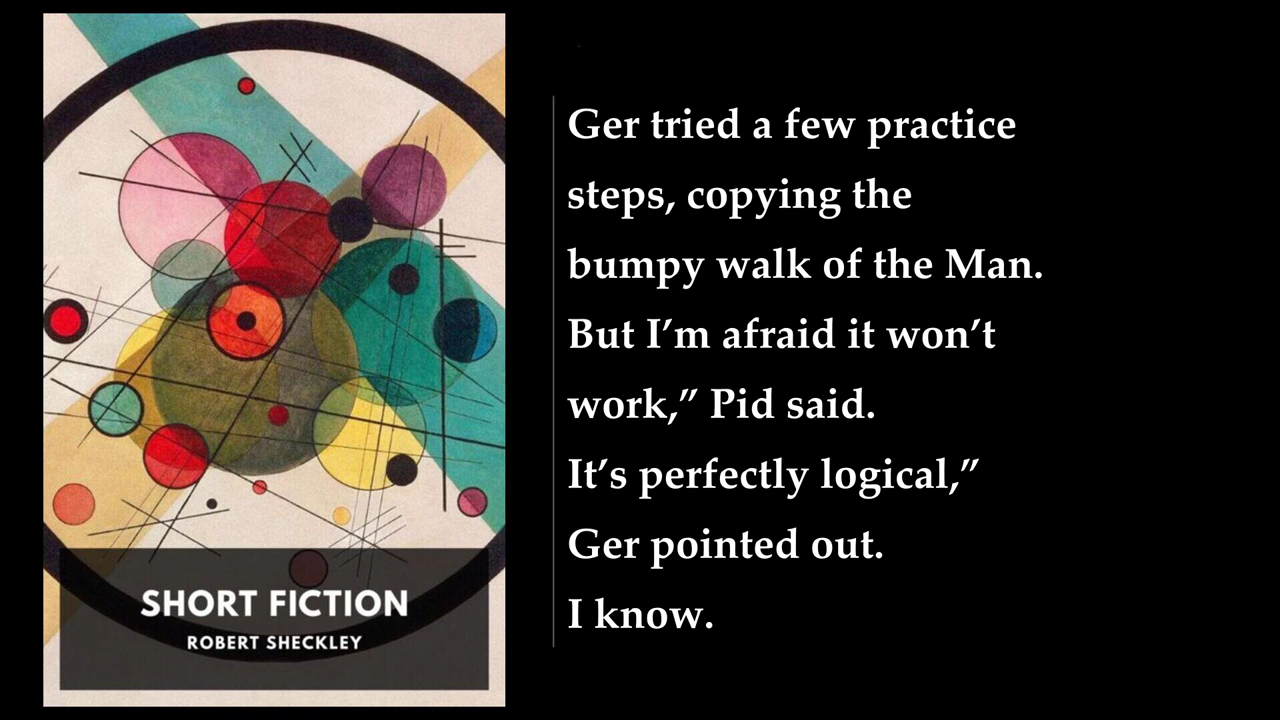 SHORT FICTION
ROBERT SHECKLEY
Ger tried a few practice
steps, copying the
bumpy walk of the Man.
But I’m afraid it won’t
work,” Pid said.
It’s perfectly logical,”
Ger pointed out.
I know.